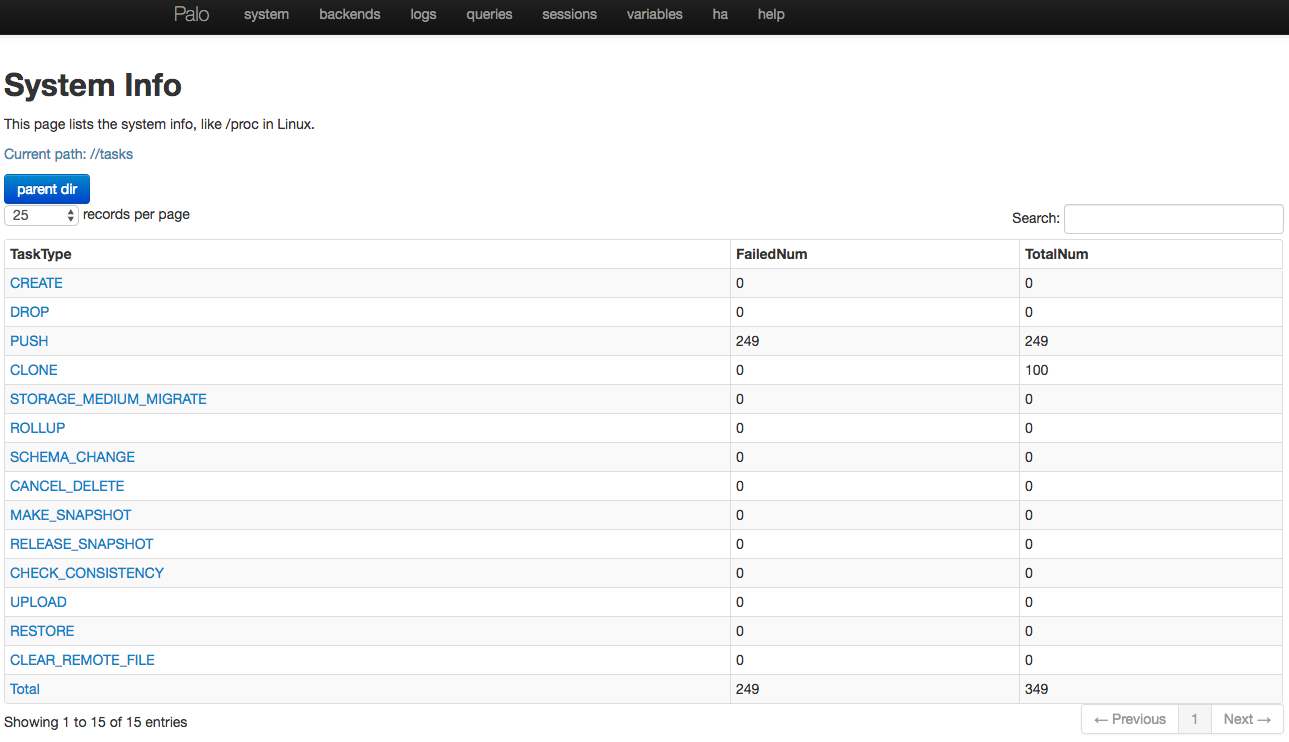 Palo system backends logs queries sessions variables ha help
System Info
This page lists the system info, like /proc in Linux.
Current path: //tasks
parent dir
25 records per page Search:
TaskType FailedNum TotalNum
CREATE 0 0
DROP 0 0
PUSH 249 249
CLONE 0 100
STORAGE_MEDIUM_MIGRATE 0 0
ROLLUP 0 0
SCHEMA_CHANGE 0 0
CANCEL_DELETE 0 0
MAKE_SNAPSHOT 0 0
RELEASE_SNAPSHOT 0 0
CHECK_CONSISTENCY 0 0
UPLOAD 0 0
RESTORE 0 0
CLEAR_REMOTE_FILE 0 0
Total 249 349
Showing 1 to 15 of 15 entries ← Previous 1 Next →